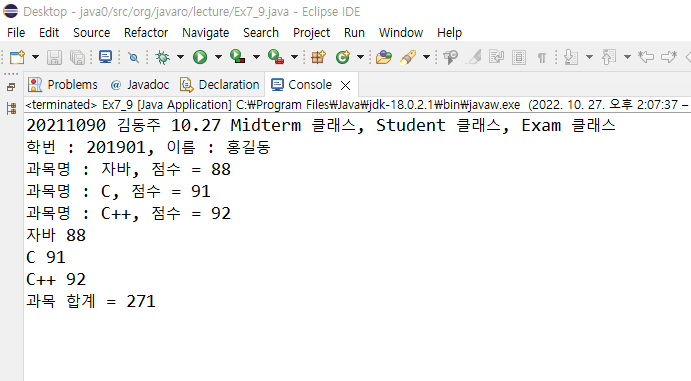 Desktop - java0/src/org/javaro/lecture/Ex7_9.java - Eclipse IDE
File Edit Source Refactor Navigate Search Project Run Window Help
Problems @ Javadoc Declaration Console
<terminated> Ex7_9 [Java Application] C:₩Program Files₩Java₩jdk-18.0.2.1₩bin₩javaw.exe (2022. 10. 27. 오후 2:07:37 –
20211090 김동주 10.27 Midterm 클래스, Student 클래스, Exam 클래스
학번 : 201901, 이름 : 홍길동
과목명 : 자바, 점수 = 88
과목명 : C, 점수 = 91
과목명 : C++, 점수 = 92
자바 88
C 91
C++ 92
과목 합계 = 271